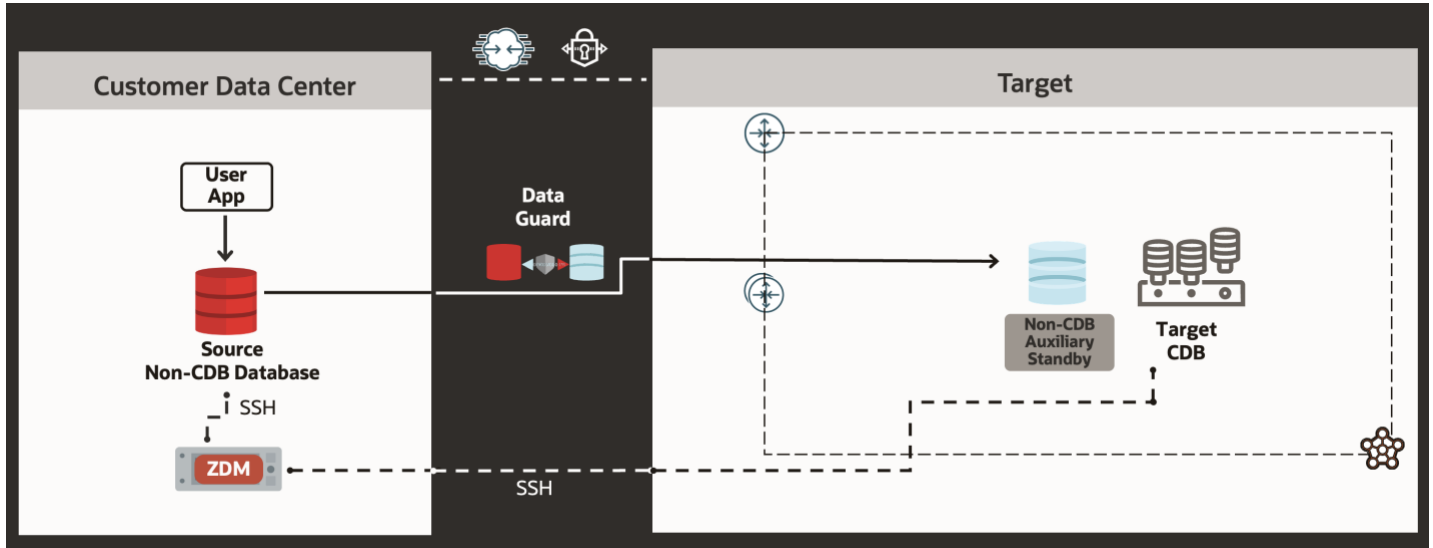 Customer Data Center
Target
User
App
Data
Guard
Source
Non-CDB Database
Non-CDB
Auxiliary
Standby
Target
CDB
SSH
ZDM
SSH